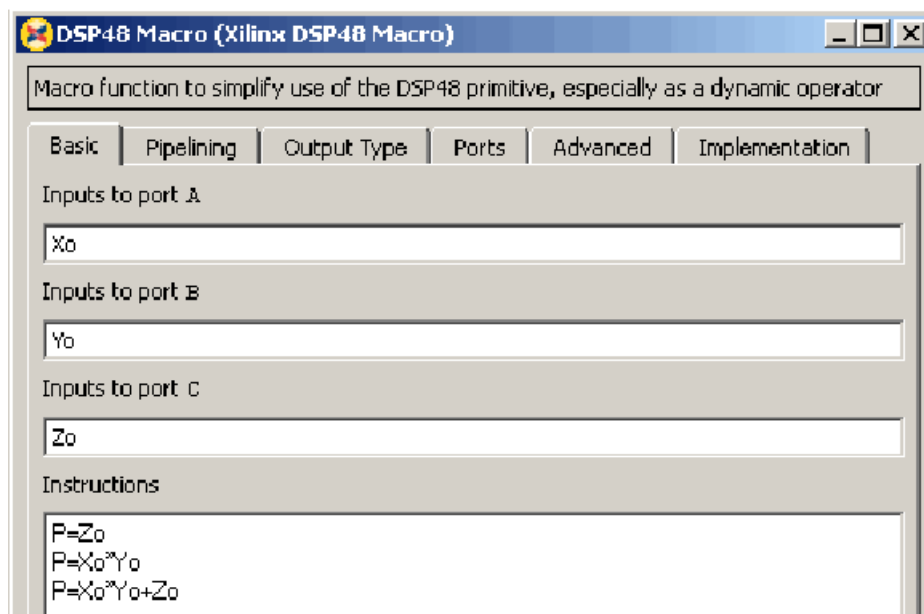 DSP48 Macro (Xilinx DSP48 Macro)
Macro function to simplify use of the DSP48 primitive, especially as a dynamic operator
Basic Pipelining Output Type Ports Advanced Implementation
Inputs to port A
Xo
Inputs to port B
Yo
Inputs to port C
Zo
Instructions
P=Zo
P=Xo*Yo
P=Xo*Yo+Zo